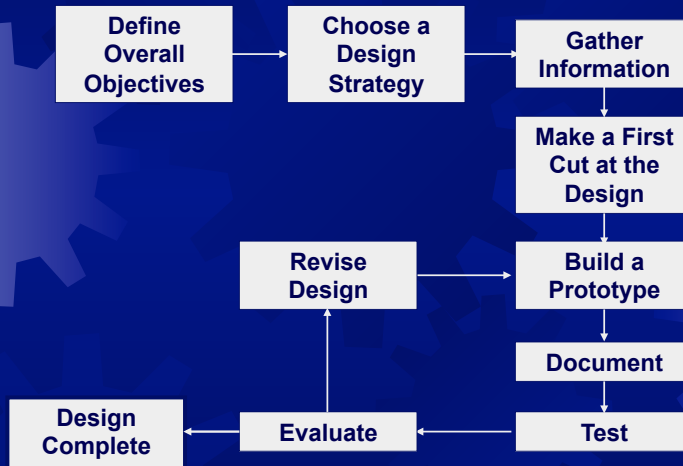 Define
Overall
Objectives
Choose a
Design
Strategy
Gather
Information
Make a First
Cut at the
Design
Build a
Prototype
Revise
Design
Document
Test
Evaluate
Design
Complete